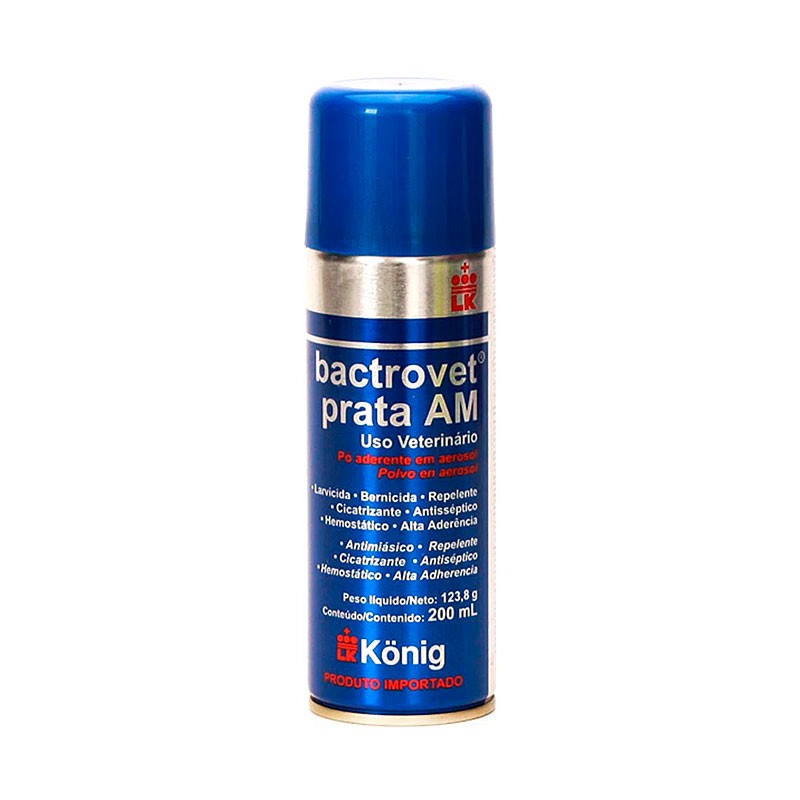 LK
bactrovet®
prata AM
Uso Veterinário
Po aderente em aerosol
Polvo en aerosol
• Larvicida • Bernicida • Repelente
• Cicatrizante • Antisséptico
• Hemostático • Alta Aderência
• Antimiásico • Repelente
• Cicatrizante • Antiséptico
• Hemostático • Alta Adherencia
Peso líquido/Neto: 123,8 g
Conteúdo/Contenido: 200 mL
LK König
PRODUTO IMPORTADO